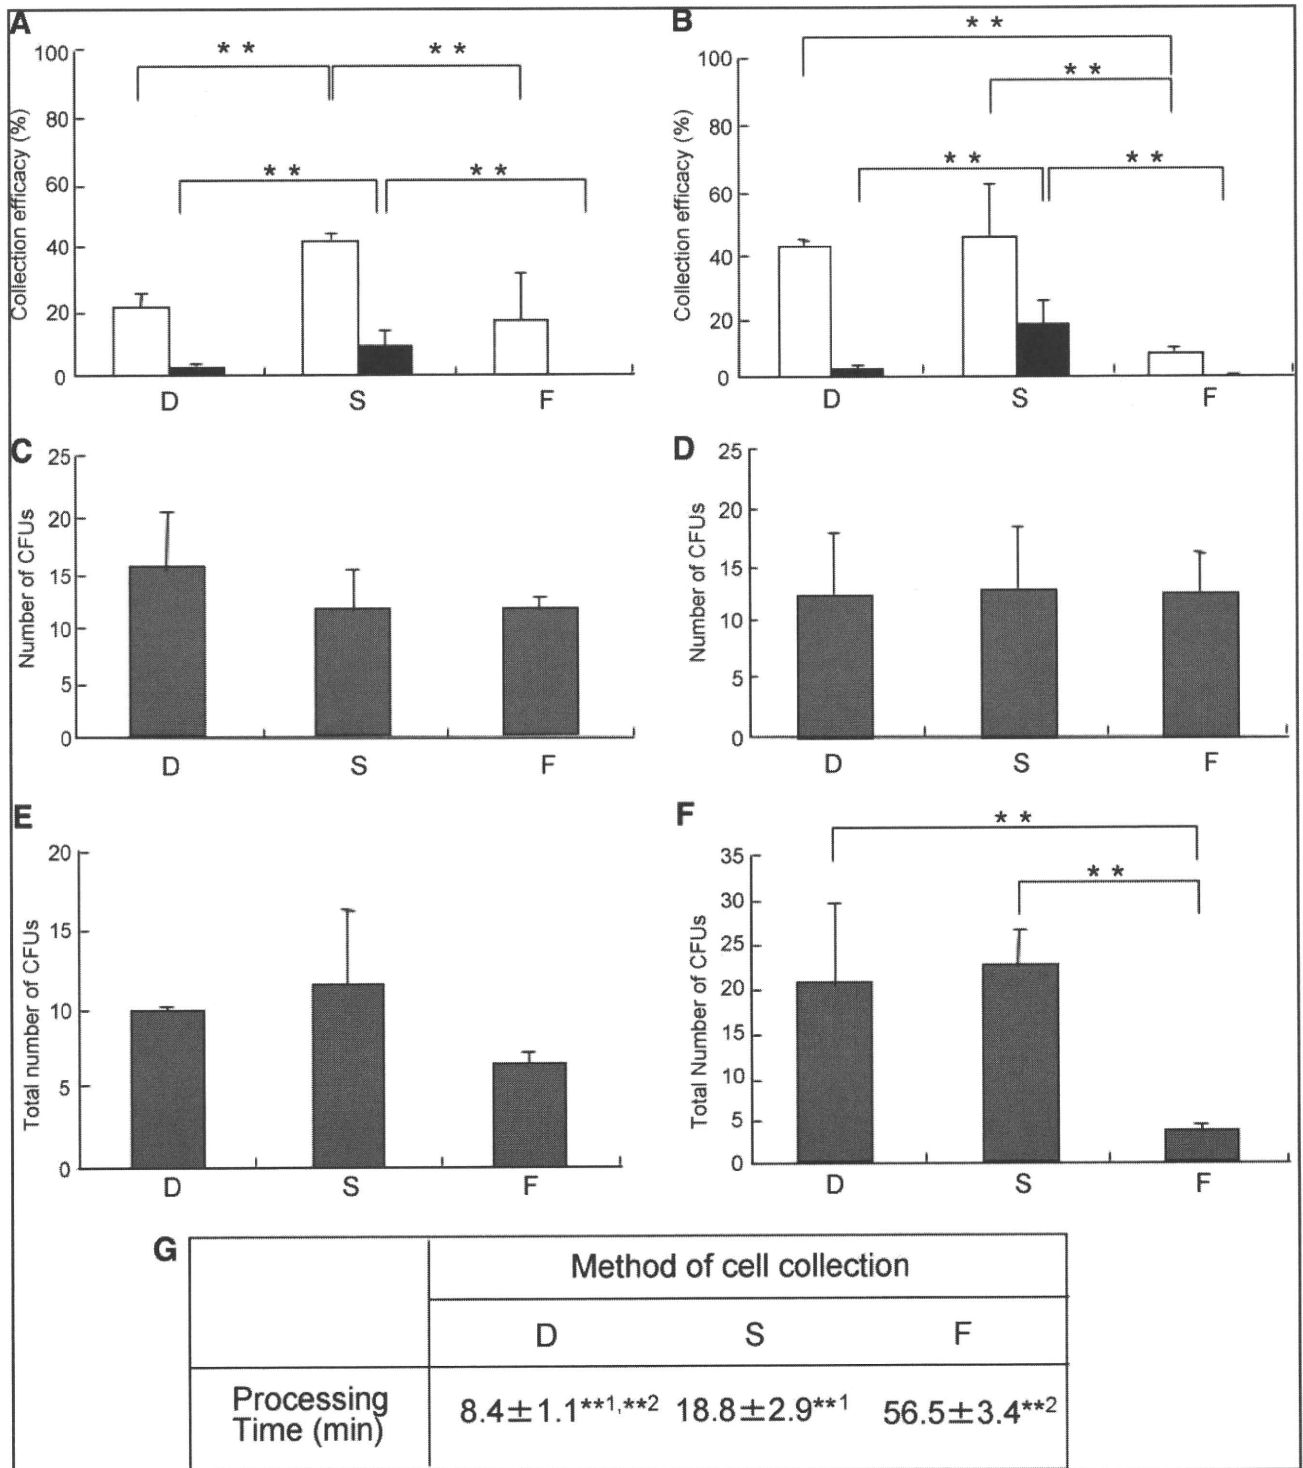 A
* *
* *
100
80
60
40
20
0
Collection efficacy (%)
* *
* *
D S F
B
* *
* *
100
80
60
40
20
0
Collection efficacy (%)
* *
* *
D S F
C
25
20
15
10
5
0
Number of CFUs
D S F
D
25
20
15
10
5
0
Number of CFUs
D S F
E
20
15
10
5
0
Total number of CFUs
D S F
F
* *
* *
35
30
25
20
15
10
5
0
Total Number of CFUs
D S F
G
Method of cell collection
D S F
Processing
Time (min)
8.4±1.1**1,**2 18.8±2.9**1 56.5±3.4**2